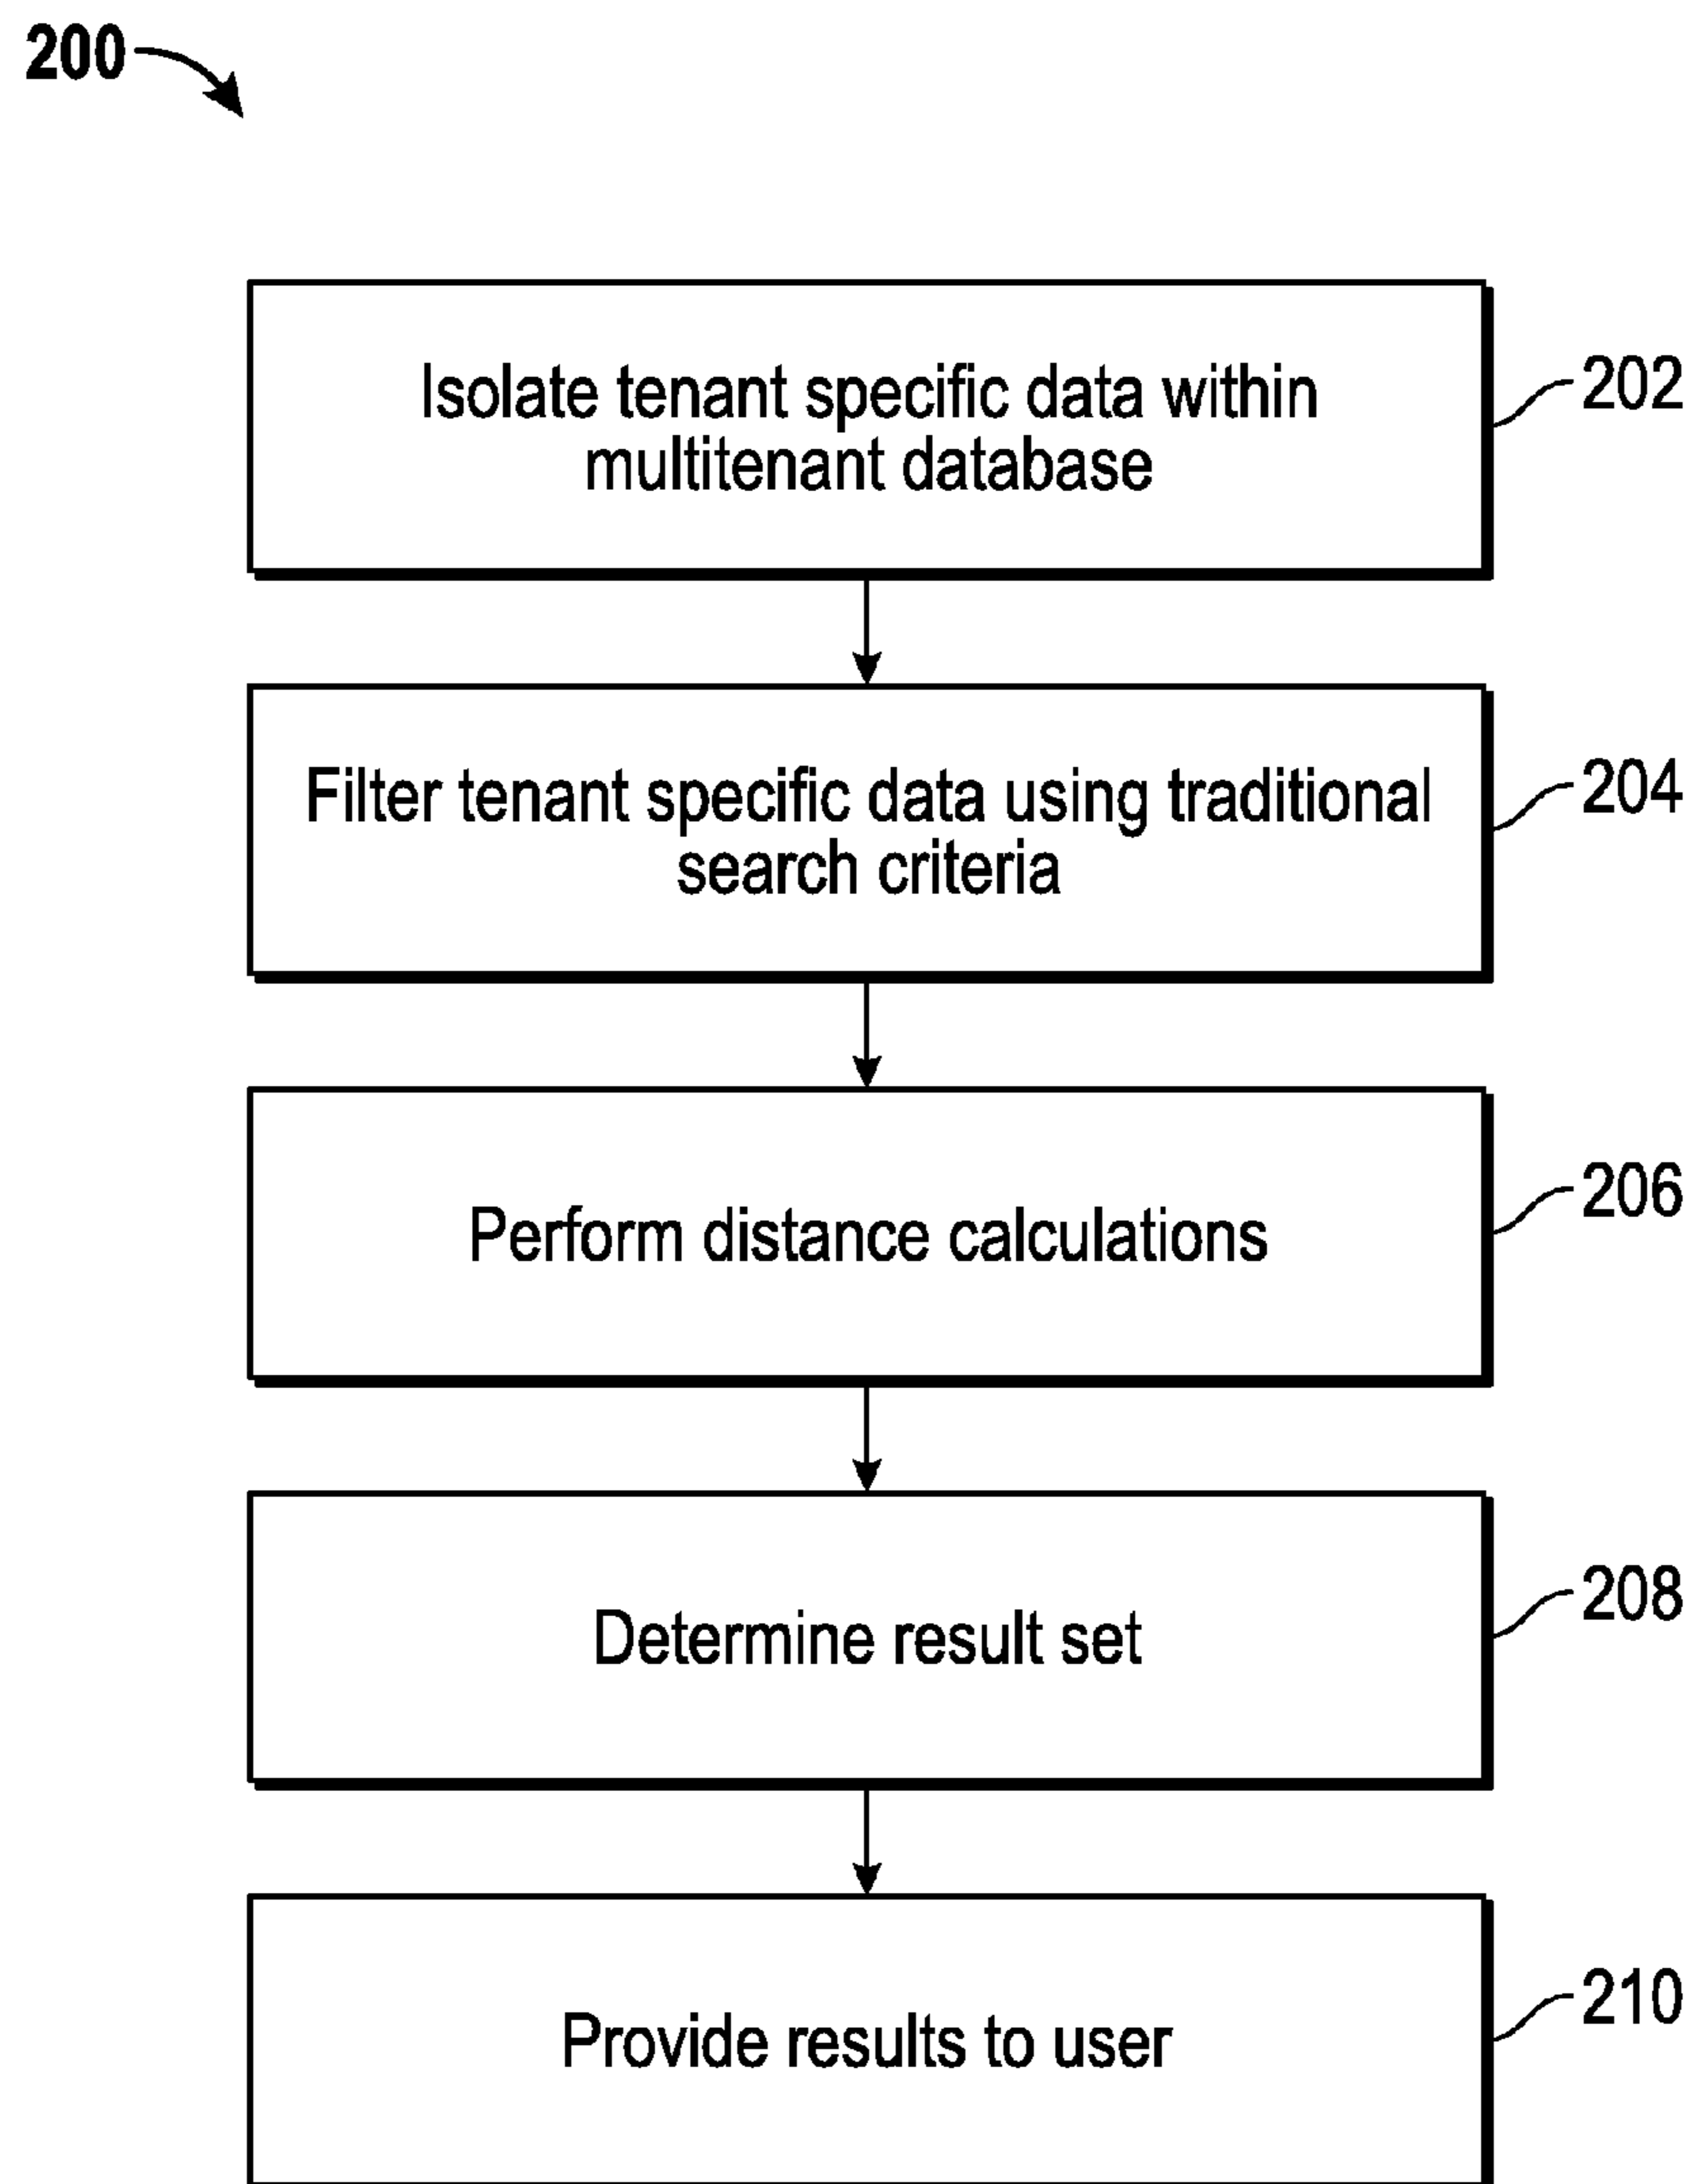 200
Isolate tenant specific data within
multitenant database
202
Filter tenant specific data using traditional
search criteria
204
Perform distance calculations
206
Determine result set
208
Provide results to user
210